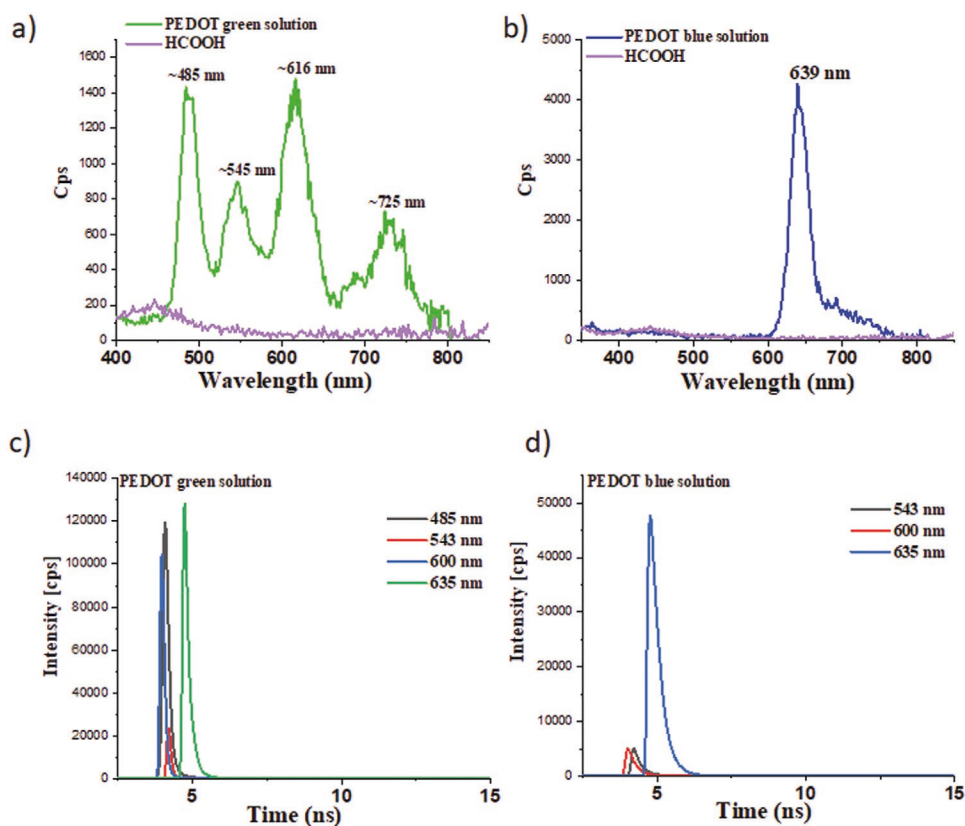 a)
PEDOT green solution
HCOOH
~485 nm
~545 nm
~616 nm
~725 nm
1600
1400
1200
1000
800
600
400
200
0
Cps
400 500 600 700 800
Wavelength (nm)
b)
PEDOT blue solution
HCOOH
639 nm
5000
4000
3000
2000
1000
0
Cps
400 500 600 700 800
Wavelength (nm)
c)
PEDOT green solution
485 nm
543 nm
600 nm
635 nm
140000
120000
100000
80000
60000
40000
20000
0
Intensity [cps]
5 10 15
Time (ns)
d)
PEDOT blue solution
543 nm
600 nm
635 nm
50000
40000
30000
20000
10000
0
Intensity [cps]
5 10 15
Time (ns)